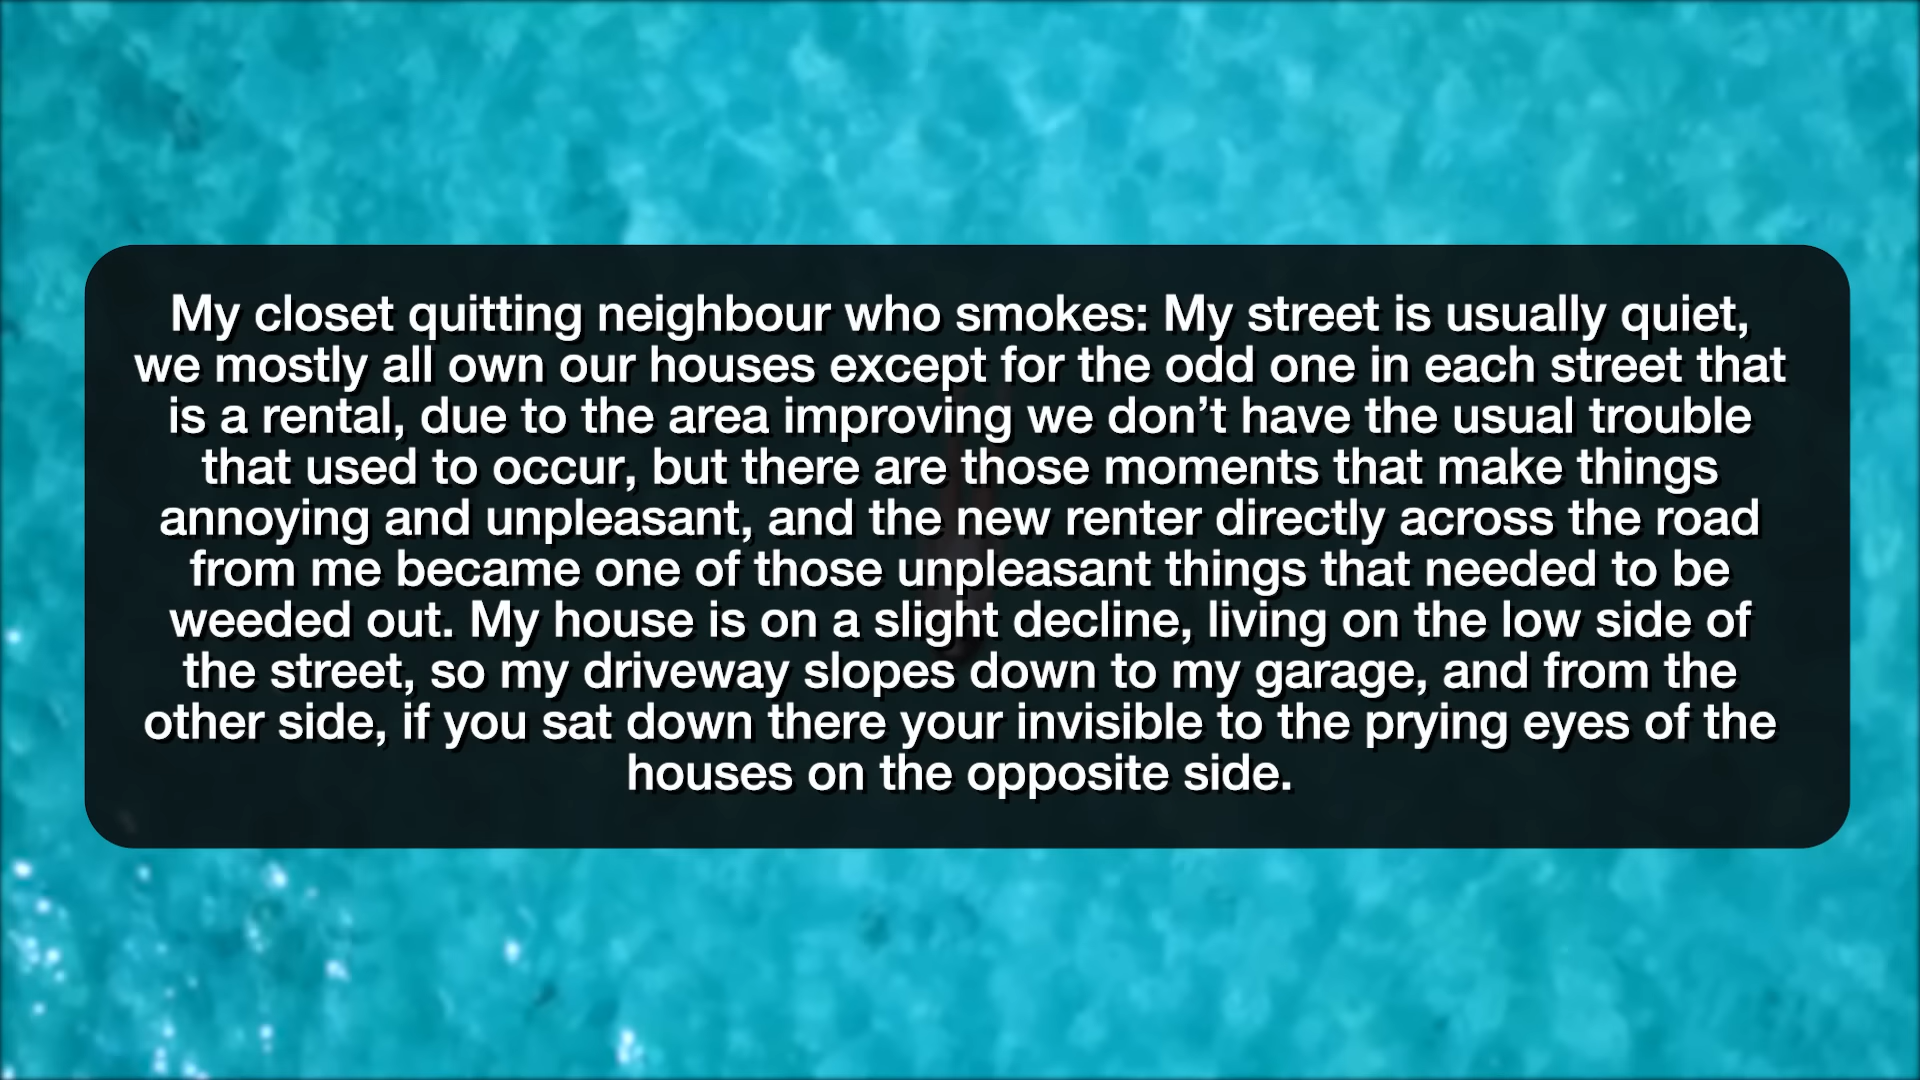 My closet quitting neighbour who smokes: My street is usually quiet,
we mostly all own our houses except for the odd one in each street that
is a rental, due to the area improving we don’t have the usual trouble
that used to occur, but there are those moments that make things
annoying and unpleasant, and the new renter directly across the road
from me became one of those unpleasant things that needed to be
weeded out. My house is on a slight decline, living on the low side of
the street, so my driveway slopes down to my garage, and from the
other side, if you sat down there your invisible to the prying eyes of the
houses on the opposite side.